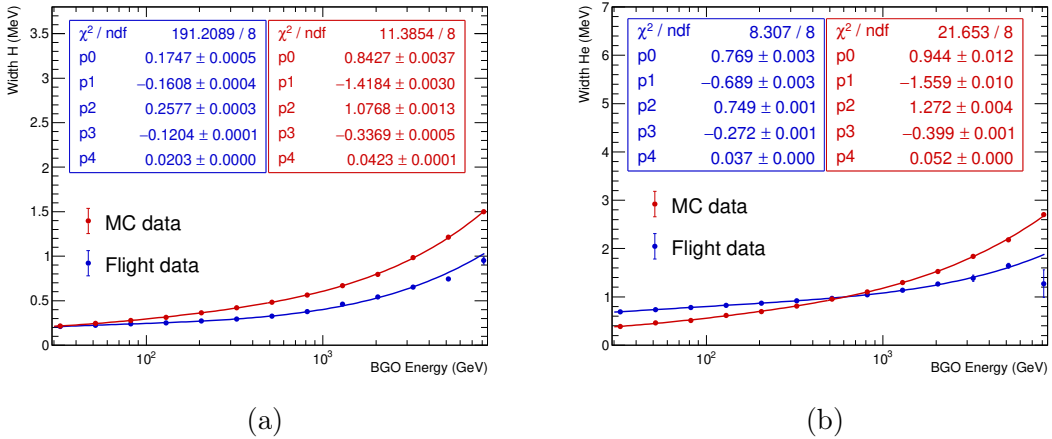 Width H (MeV)
3.5
3
2.5
2
1.5
1
0.5
0
χ² / ndf 191.2089 / 8
p0 0.1747 ± 0.0005
p1 −0.1608 ± 0.0004
p2 0.2577 ± 0.0003
p3 −0.1204 ± 0.0001
p4 0.0203 ± 0.0000
χ² / ndf 11.3854 / 8
p0 0.8427 ± 0.0037
p1 −1.4184 ± 0.0030
p2 1.0768 ± 0.0013
p3 −0.3369 ± 0.0005
p4 0.0423 ± 0.0001
MC data
Flight data
10²
10³
BGO Energy (GeV)
(a)
Width He (MeV)
7
6
5
4
3
2
1
0
χ² / ndf 8.307 / 8
p0 0.769 ± 0.003
p1 −0.689 ± 0.003
p2 0.749 ± 0.001
p3 −0.272 ± 0.001
p4 0.037 ± 0.000
χ² / ndf 21.653 / 8
p0 0.944 ± 0.012
p1 −1.559 ± 0.010
p2 1.272 ± 0.004
p3 −0.399 ± 0.001
p4 0.052 ± 0.000
MC data
Flight data
10²
10³
BGO Energy (GeV)
(b)